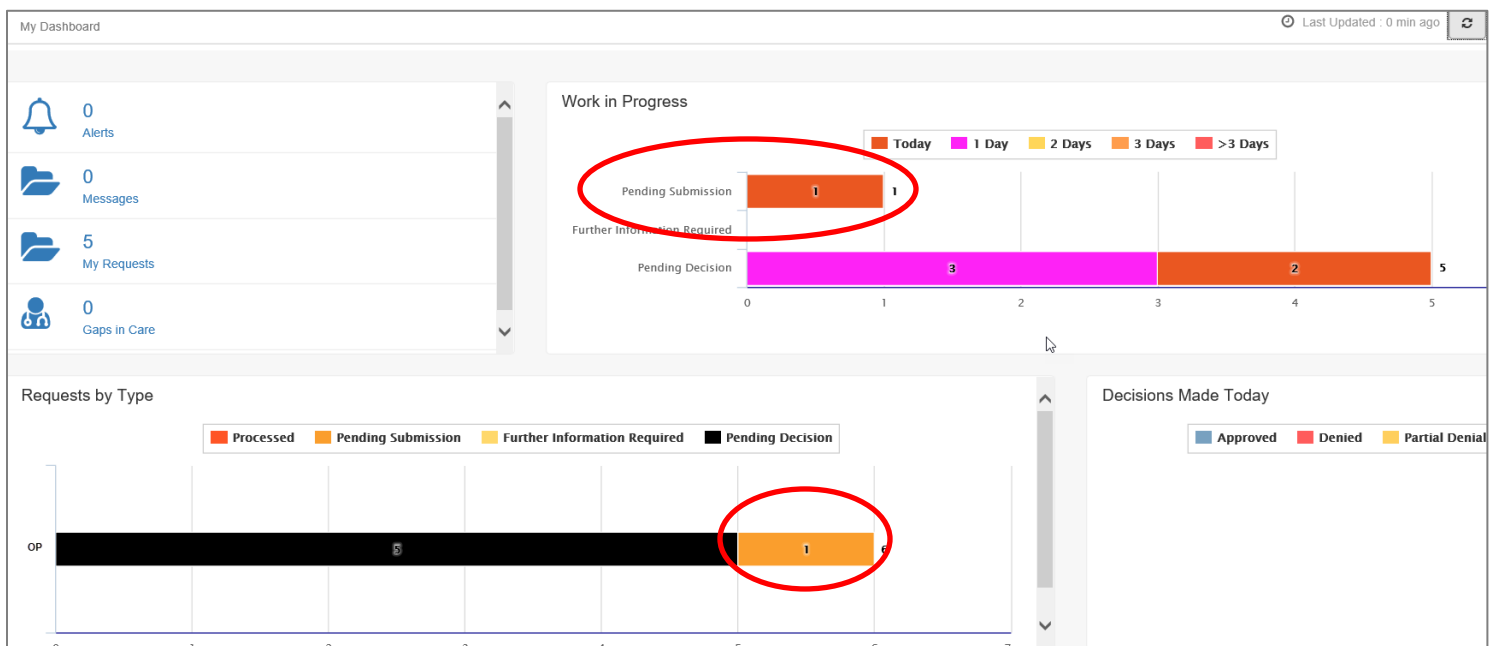 My Dashboard
Last Updated : 0 min ago
0
Alerts
0
Messages
5
My Requests
0
Gaps in Care
Work in Progress
Today 1 Day 2 Days 3 Days >3 Days
Pending Submission 1 1
Further Information Required
Pending Decision 3 2 5
0 1 2 3 4 5
Requests by Type
Processed Pending Submission Further Information Required Pending Decision
OP 5 1 6
Decisions Made Today
Approved Denied Partial Denial